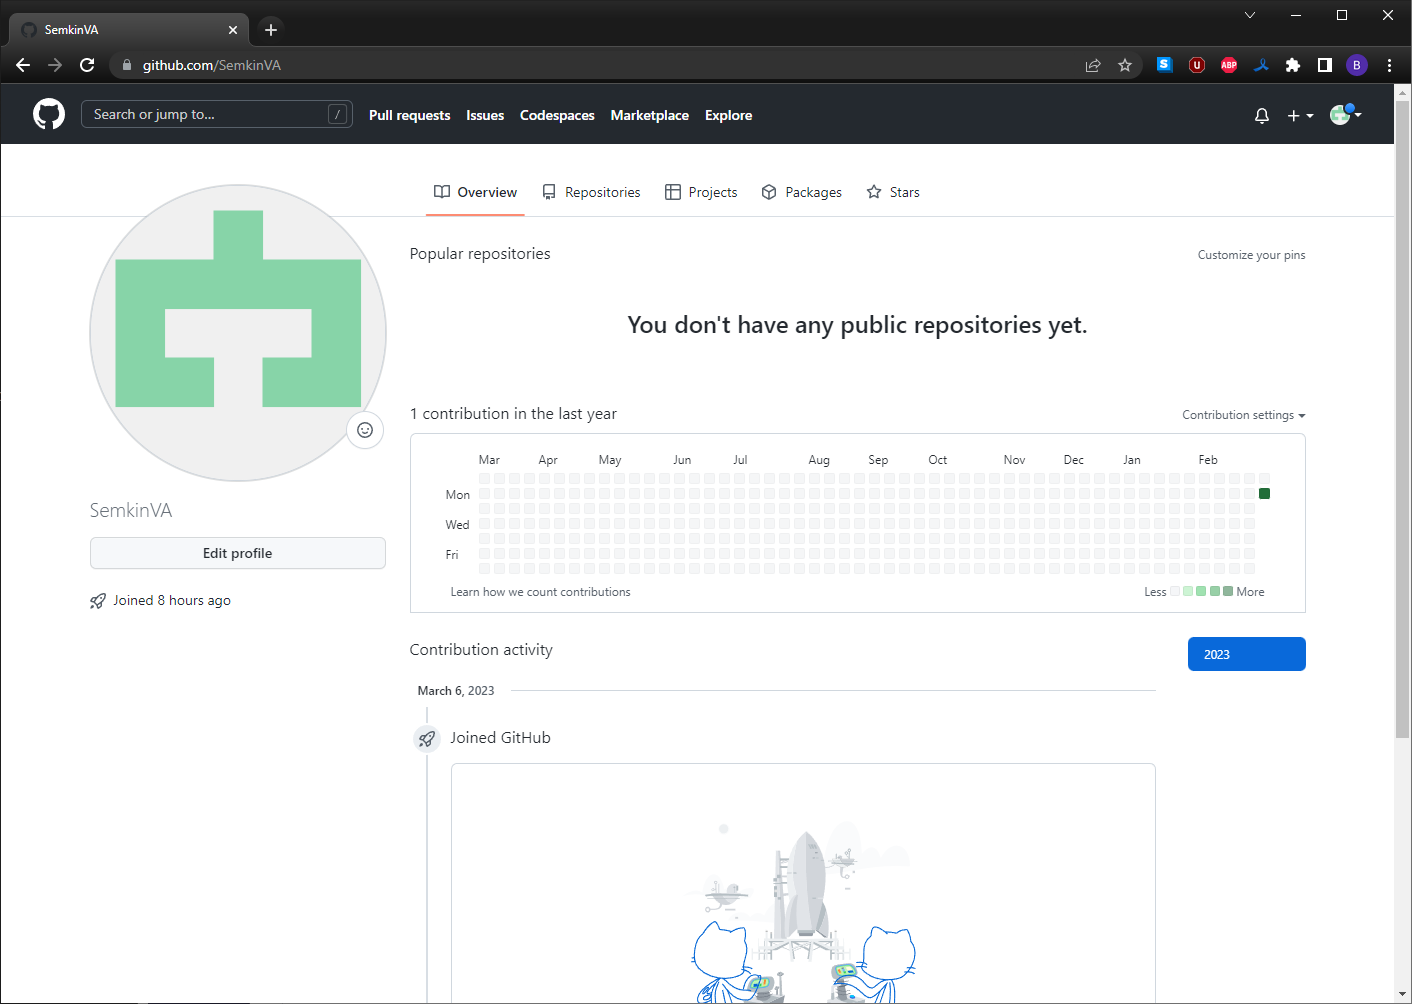 SemkinVA
github.com/SemkinVA
S
u
ABP
B
Search or jump to...
/
Pull requests
Issues
Codespaces
Marketplace
Explore
Overview
Repositories
Projects
Packages
Stars
Popular repositories
Customize your pins
You don't have any public repositories yet.
1 contribution in the last year
Contribution settings
Mar Apr May Jun Jul Aug Sep Oct Nov Dec Jan Feb
Mon
Wed
Fri
Learn how we count contributions
Less
More
SemkinVA
Edit profile
Joined 8 hours ago
Contribution activity
2023
March 6, 2023
Joined GitHub